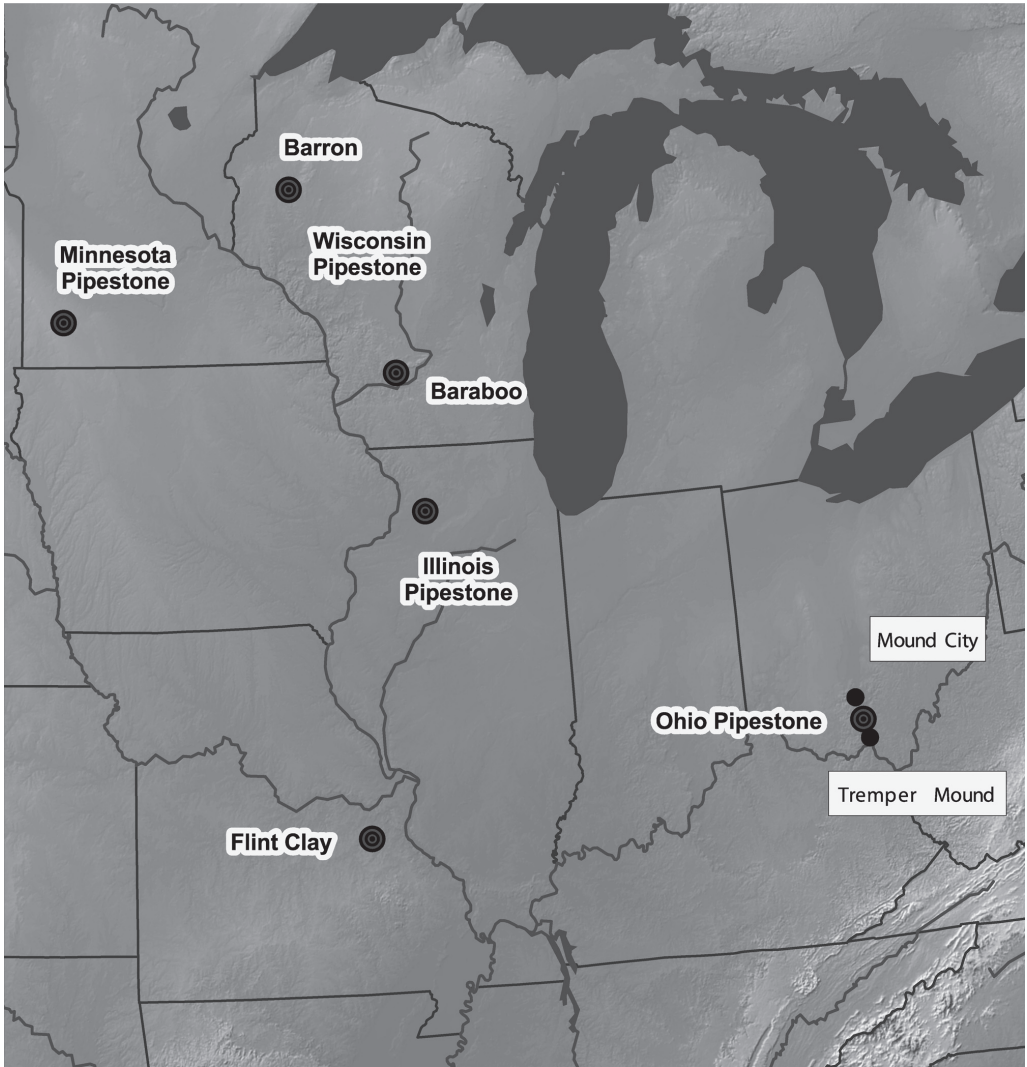 Barron
Wisconsin
Pipestone
Minnesota
Pipestone
Baraboo
Illinois
Pipestone
Mound City
Ohio Pipestone
Tremper Mound
Flint Clay